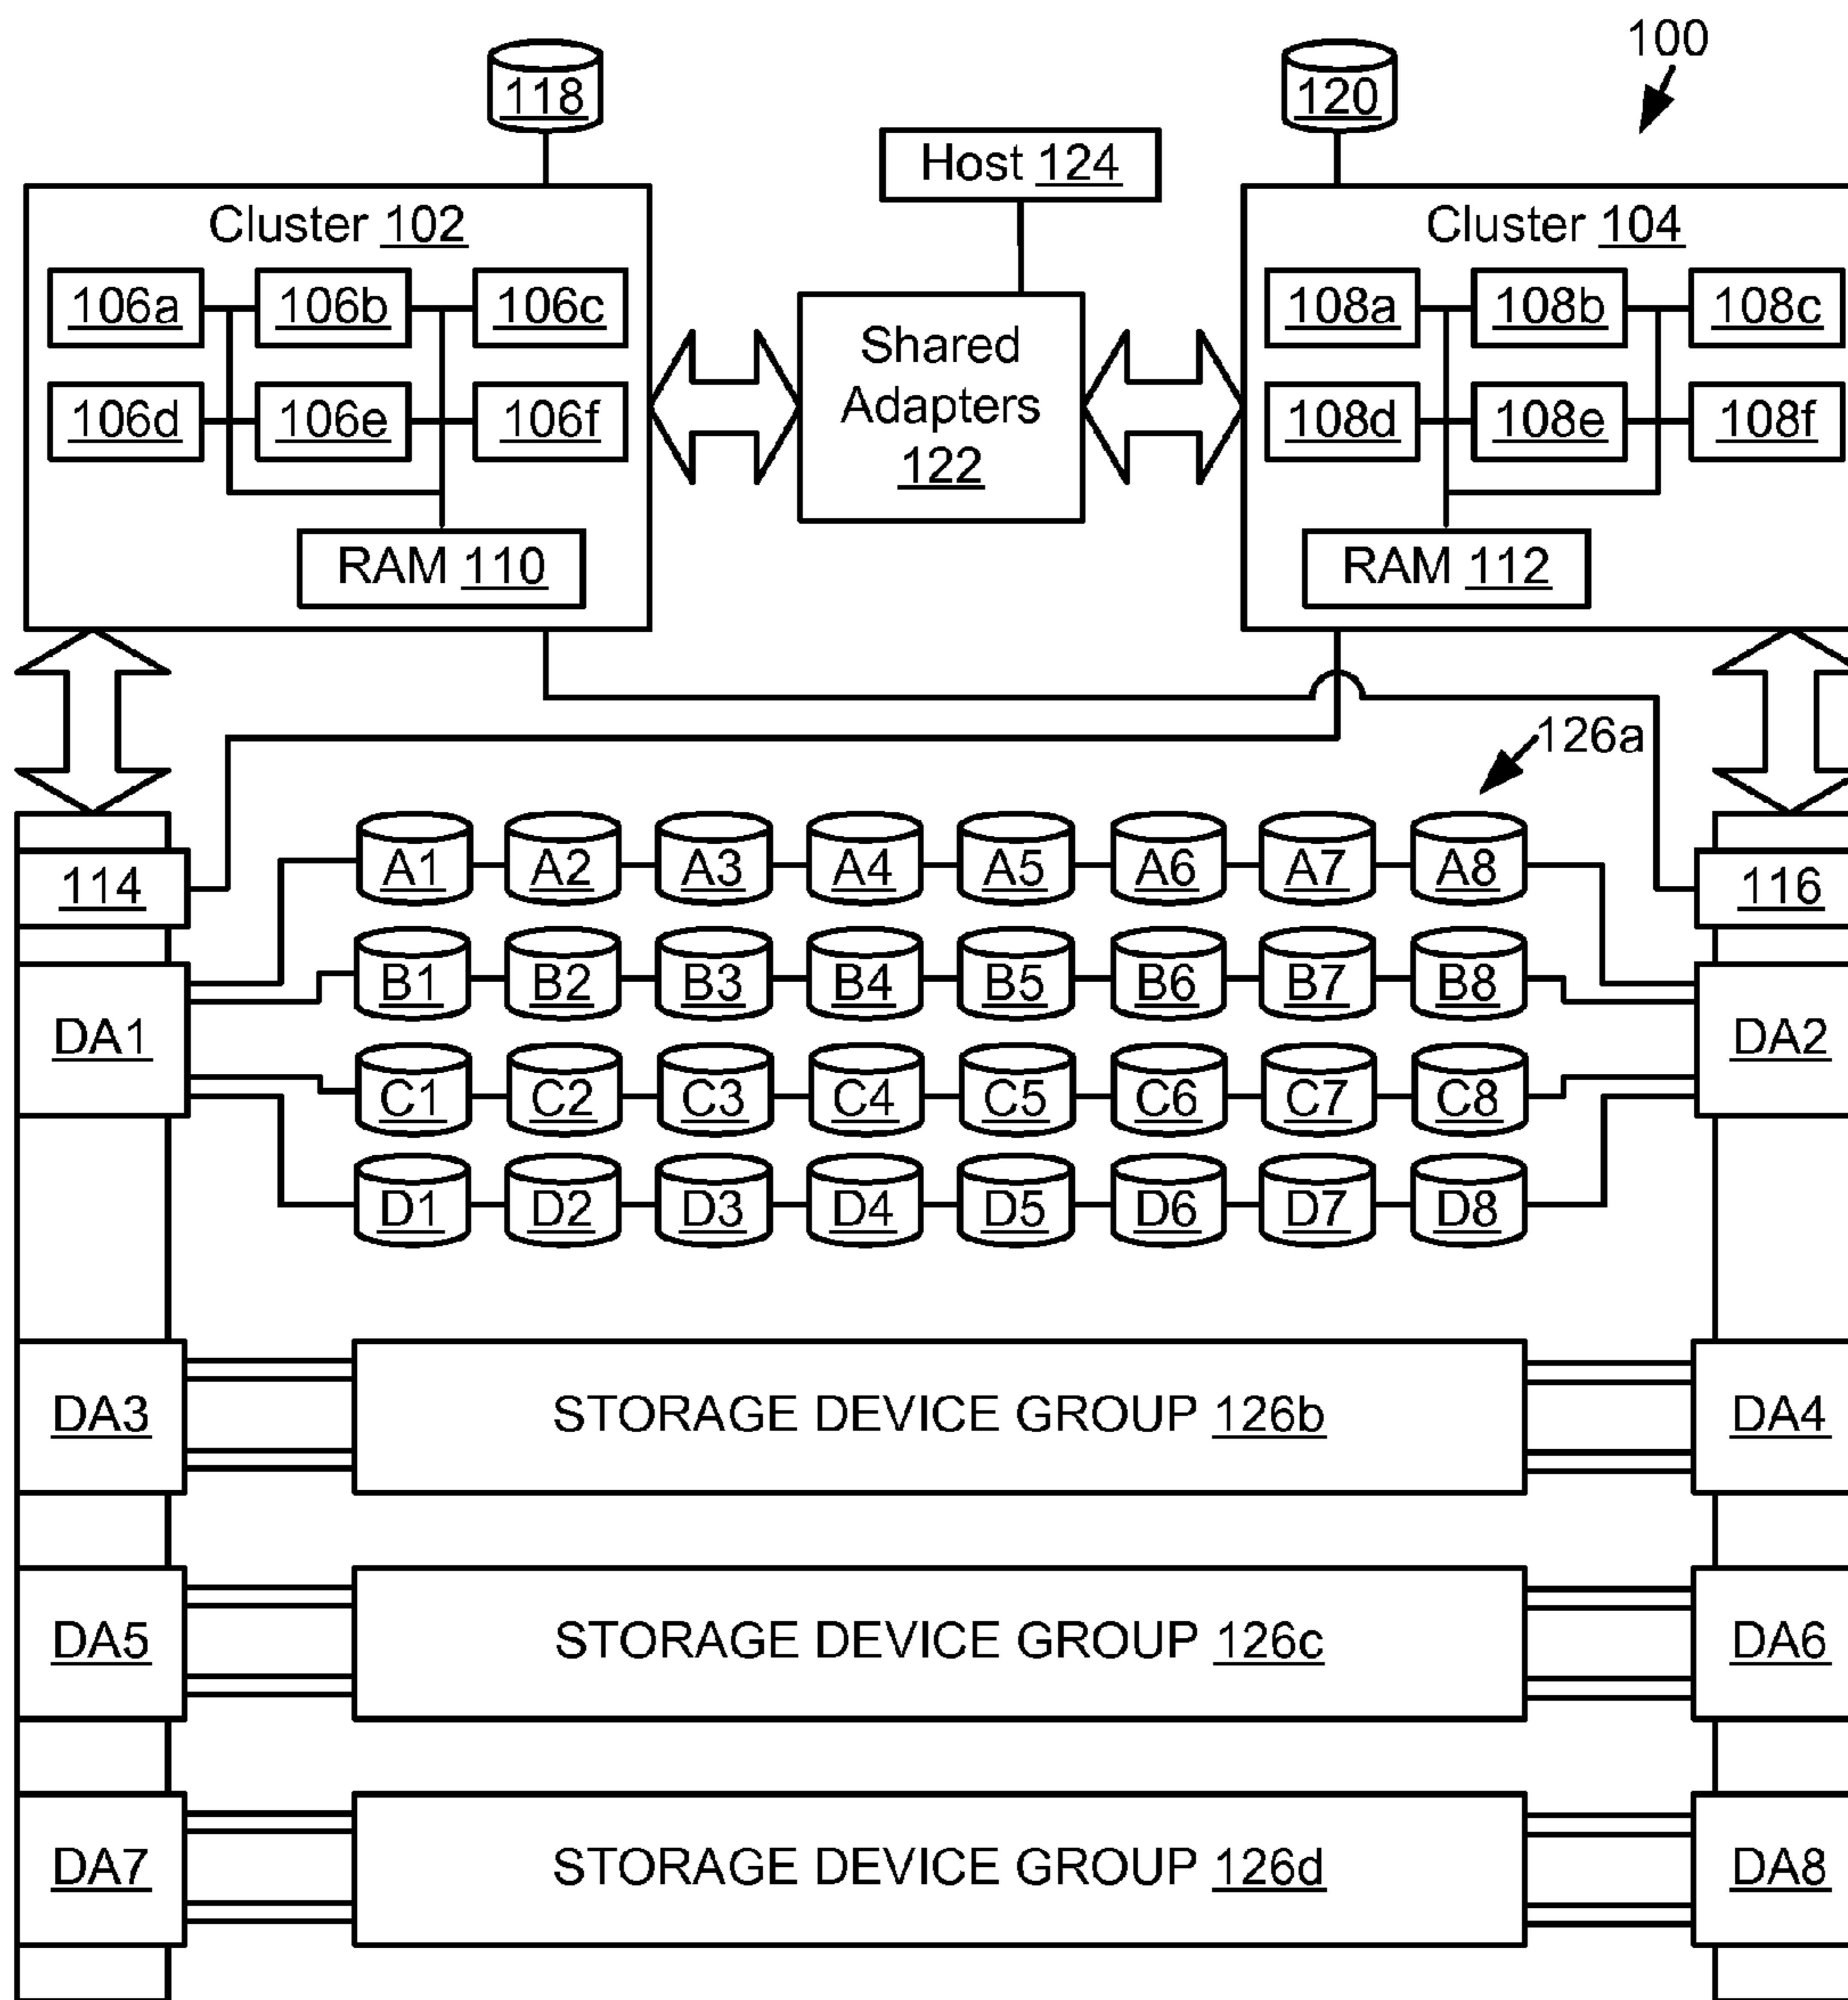 100
118
120
Host 124
Cluster 102
Cluster 104
106a 106b 106c
108a 108b 108c
Shared
Adapters
122
106d 106e 106f
108d 108e 108f
RAM 110
RAM 112
126a
114
A1 A2 A3 A4 A5 A6 A7 A8
116
B1 B2 B3 B4 B5 B6 B7 B8
DA1
DA2
C1 C2 C3 C4 C5 C6 C7 C8
D1 D2 D3 D4 D5 D6 D7 D8
DA3
STORAGE DEVICE GROUP 126b
DA4
DA5
STORAGE DEVICE GROUP 126c
DA6
DA7
STORAGE DEVICE GROUP 126d
DA8